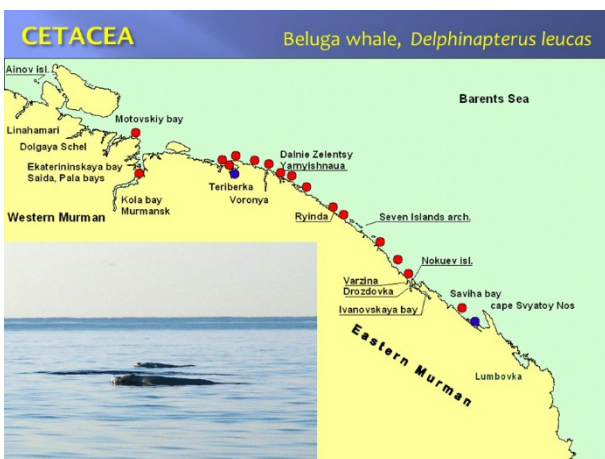 CETACEA
Beluga whale, Delphinapterus leucas
Ainov isl.
Barents Sea
Motovskiy bay
Linahamari
Dolgaya Schel
Ekaterininskaya bay
Saida, Pala bays
Dalnie Zelentsy
Yarnyishnaua
Teriberka
Voronya
Kola bay
Murmansk
Western Murman
Ryinda
Seven Islands arch.
Nokuev isl.
Varzina
Drozdovka
Ivanovskaya bay
Saviha bay
cape Svyatoy Nos
Eastern Murman
Lumbovka